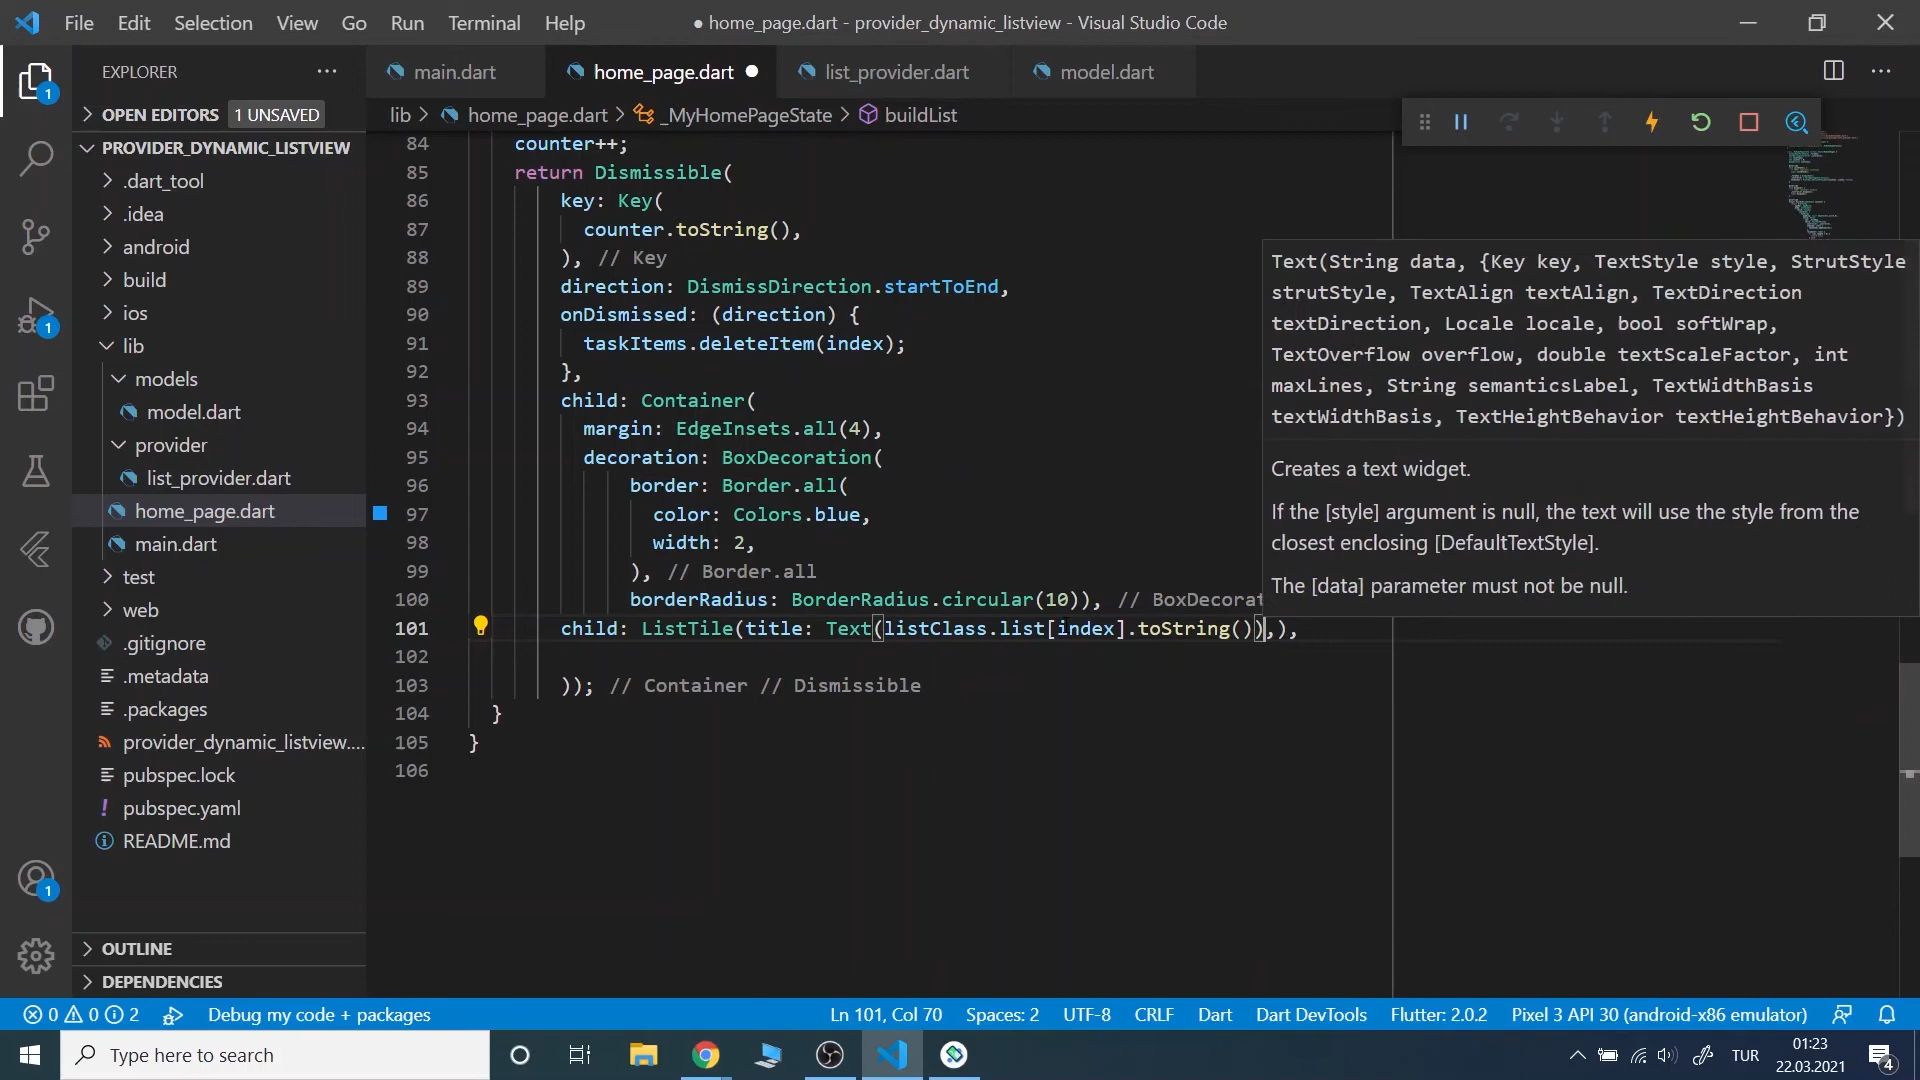 File Edit Selection View Go Run Terminal Help ● home_page.dart - provider_dynamic_listview - Visual Studio Code
EXPLORER ···
main.dart home_page.dart ● list_provider.dart model.dart
OPEN EDITORS 1 UNSAVED
lib > home_page.dart > _MyHomePageState > buildList
PROVIDER_DYNAMIC_LISTVIEW
.dart_tool
.idea
android
build
ios
lib
models
model.dart
provider
list_provider.dart
home_page.dart
main.dart
test
web
.gitignore
.metadata
.packages
provider_dynamic_listview....
pubspec.lock
pubspec.yaml
README.md
OUTLINE
DEPENDENCIES
1
1
1
84 counter++;
85 return Dismissible(
86 key: Key(
87 counter.toString(),
88 ), // Key
89 direction: DismissDirection.startToEnd,
90 onDismissed: (direction) {
91 taskItems.deleteItem(index);
92 },
93 child: Container(
94 margin: EdgeInsets.all(4),
95 decoration: BoxDecoration(
96 border: Border.all(
97 color: Colors.blue,
98 width: 2,
99 ), // Border.all
100 borderRadius: BorderRadius.circular(10)), // BoxDecorat
101 child: ListTile(title: Text(listClass.list[index].toString()),),
102
103 )); // Container // Dismissible
104 }
105 }
106
Text(String data, {Key key, TextStyle style, StrutStyle
strutStyle, TextAlign textAlign, TextDirection
textDirection, Locale locale, bool softWrap,
TextOverflow overflow, double textScaleFactor, int
maxLines, String semanticsLabel, TextWidthBasis
textWidthBasis, TextHeightBehavior textHeightBehavior})
Creates a text widget.
If the [style] argument is null, the text will use the style from the
closest enclosing [DefaultTextStyle].
The [data] parameter must not be null.
0 0 2 Debug my code + packages Ln 101, Col 70 Spaces: 2 UTF-8 CRLF Dart Dart DevTools Flutter: 2.0.2 Pixel 3 API 30 (android-x86 emulator)
Type here to search TUR 01:23
22.03.2021 4